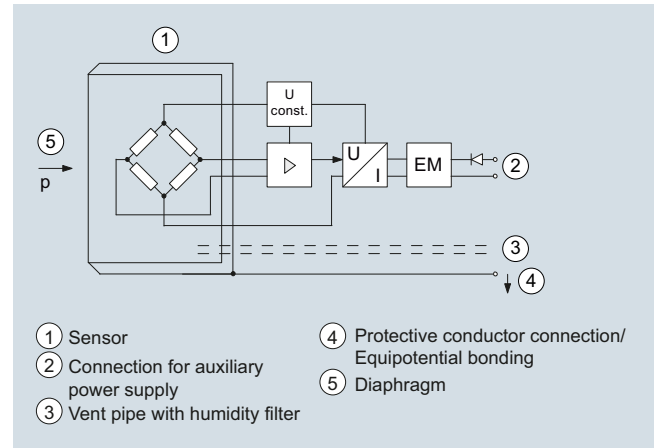 1
U
const.
5
p
U
I
EM
2
3
4
1 Sensor
2 Connection for auxiliary
power supply
3 Vent pipe with humidity filter
4 Protective conductor connection/
Equipotential bonding
5 Diaphragm